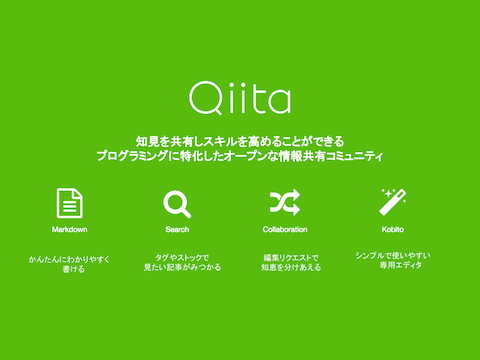 Qiita
知見を共有しスキルを高めることができる
プログラミングに特化したオープンな情報共有コミュニティ
Markdown
かんたんにわかりやすく
書ける
Search
タグやストックで
見たい記事がみつかる
Collaboration
編集リクエストで
知恵を分けあえる
Kobito
シンプルで使いやすい
専用エディタ